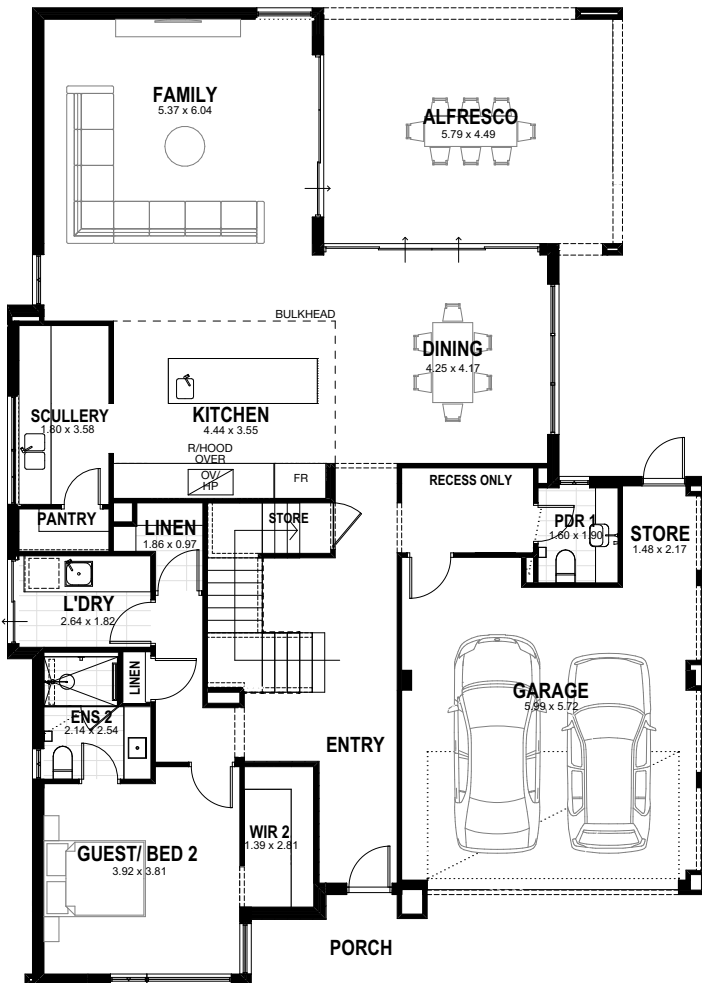 FAMILY
5.37 x 6.04
ALFRESCO
5.79 x 4.49
BULKHEAD
DINING
4.25 x 4.17
SCULLERY
1.80 x 3.58
KITCHEN
4.44 x 3.55
R/HOOD
OVER
OV/
HP
FR
RECESS ONLY
PANTRY
LINEN
1.86 x 0.97
STORE
PDR 1
1.60 x 1.90
STORE
1.48 x 2.17
L'DRY
2.64 x 1.82
LINEN
ENS 2
2.14 x 2.54
GARAGE
5.99 x 5.72
ENTRY
WIR 2
1.39 x 2.81
GUEST/ BED 2
3.92 x 3.81
PORCH